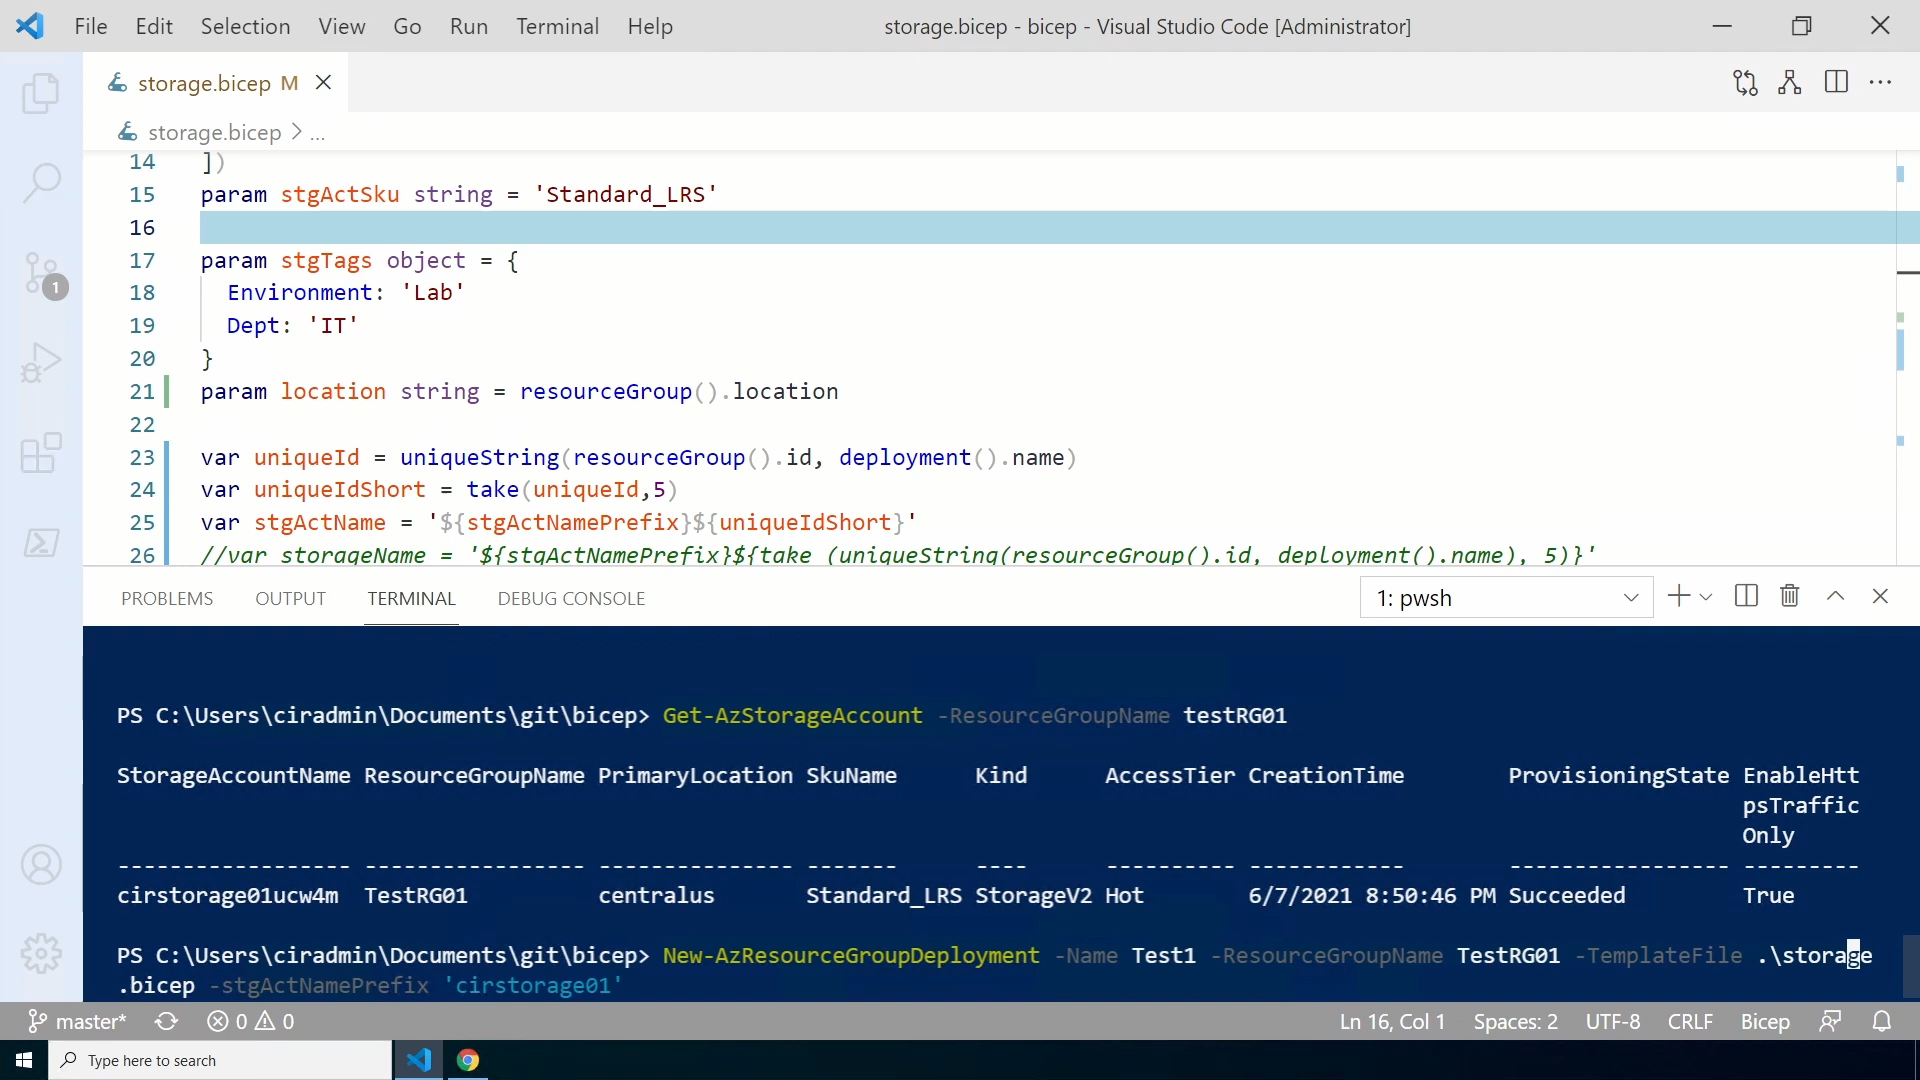 File Edit Selection View Go Run Terminal Help storage.bicep - bicep - Visual Studio Code [Administrator]
storage.bicep M
storage.bicep > ...
14 ])
15 param stgActSku string = 'Standard_LRS'
16
17 param stgTags object = {
18 Environment: 'Lab'
19 Dept: 'IT'
20 }
21 param location string = resourceGroup().location
22
23 var uniqueId = uniqueString(resourceGroup().id, deployment().name)
24 var uniqueIdShort = take(uniqueId,5)
25 var stgActName = '${stgActNamePrefix}${uniqueIdShort}'
26 //var storageName = '${stgActNamePrefix}${take (uniqueString(resourceGroup().id, deployment().name), 5)}'
1
PROBLEMS OUTPUT TERMINAL DEBUG CONSOLE 1: pwsh
PS C:\Users\ciradmin\Documents\git\bicep> Get-AzStorageAccount -ResourceGroupName testRG01
StorageAccountName ResourceGroupName PrimaryLocation SkuName Kind AccessTier CreationTime ProvisioningState EnableHtt
psTraffic
Only
------------------ ----------------- --------------- ------- ---- ---------- ------------ ----------------- ---------
cirstorage01ucw4m TestRG01 centralus Standard_LRS StorageV2 Hot 6/7/2021 8:50:46 PM Succeeded True
PS C:\Users\ciradmin\Documents\git\bicep> New-AzResourceGroupDeployment -Name Test1 -ResourceGroupName TestRG01 -TemplateFile .\storage
.bicep -stgActNamePrefix 'cirstorage01'
master* 0 0 Ln 16, Col 1 Spaces: 2 UTF-8 CRLF Bicep
Type here to search